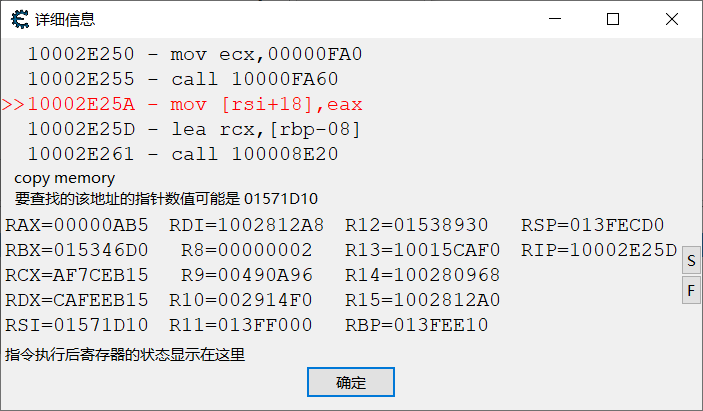 详细信息
10002E250 - mov ecx,00000FA0
10002E255 - call 10000FA60
>>10002E25A - mov [rsi+18],eax
10002E25D - lea rcx,[rbp-08]
10002E261 - call 100008E20
copy memory
要查找的该地址的指针数值可能是 01571D10
RAX=00000AB5 RDI=1002812A8 R12=01538930 RSP=013FECD0
RBX=015346D0 R8=00000002 R13=10015CAF0 RIP=10002E25D
RCX=AF7CEB15 R9=00490A96 R14=100280968
RDX=CAFEEB15 R10=002914F0 R15=1002812A0
RSI=01571D10 R11=013FF000 RBP=013FEE10
S
F
指令执行后寄存器的状态显示在这里
确定